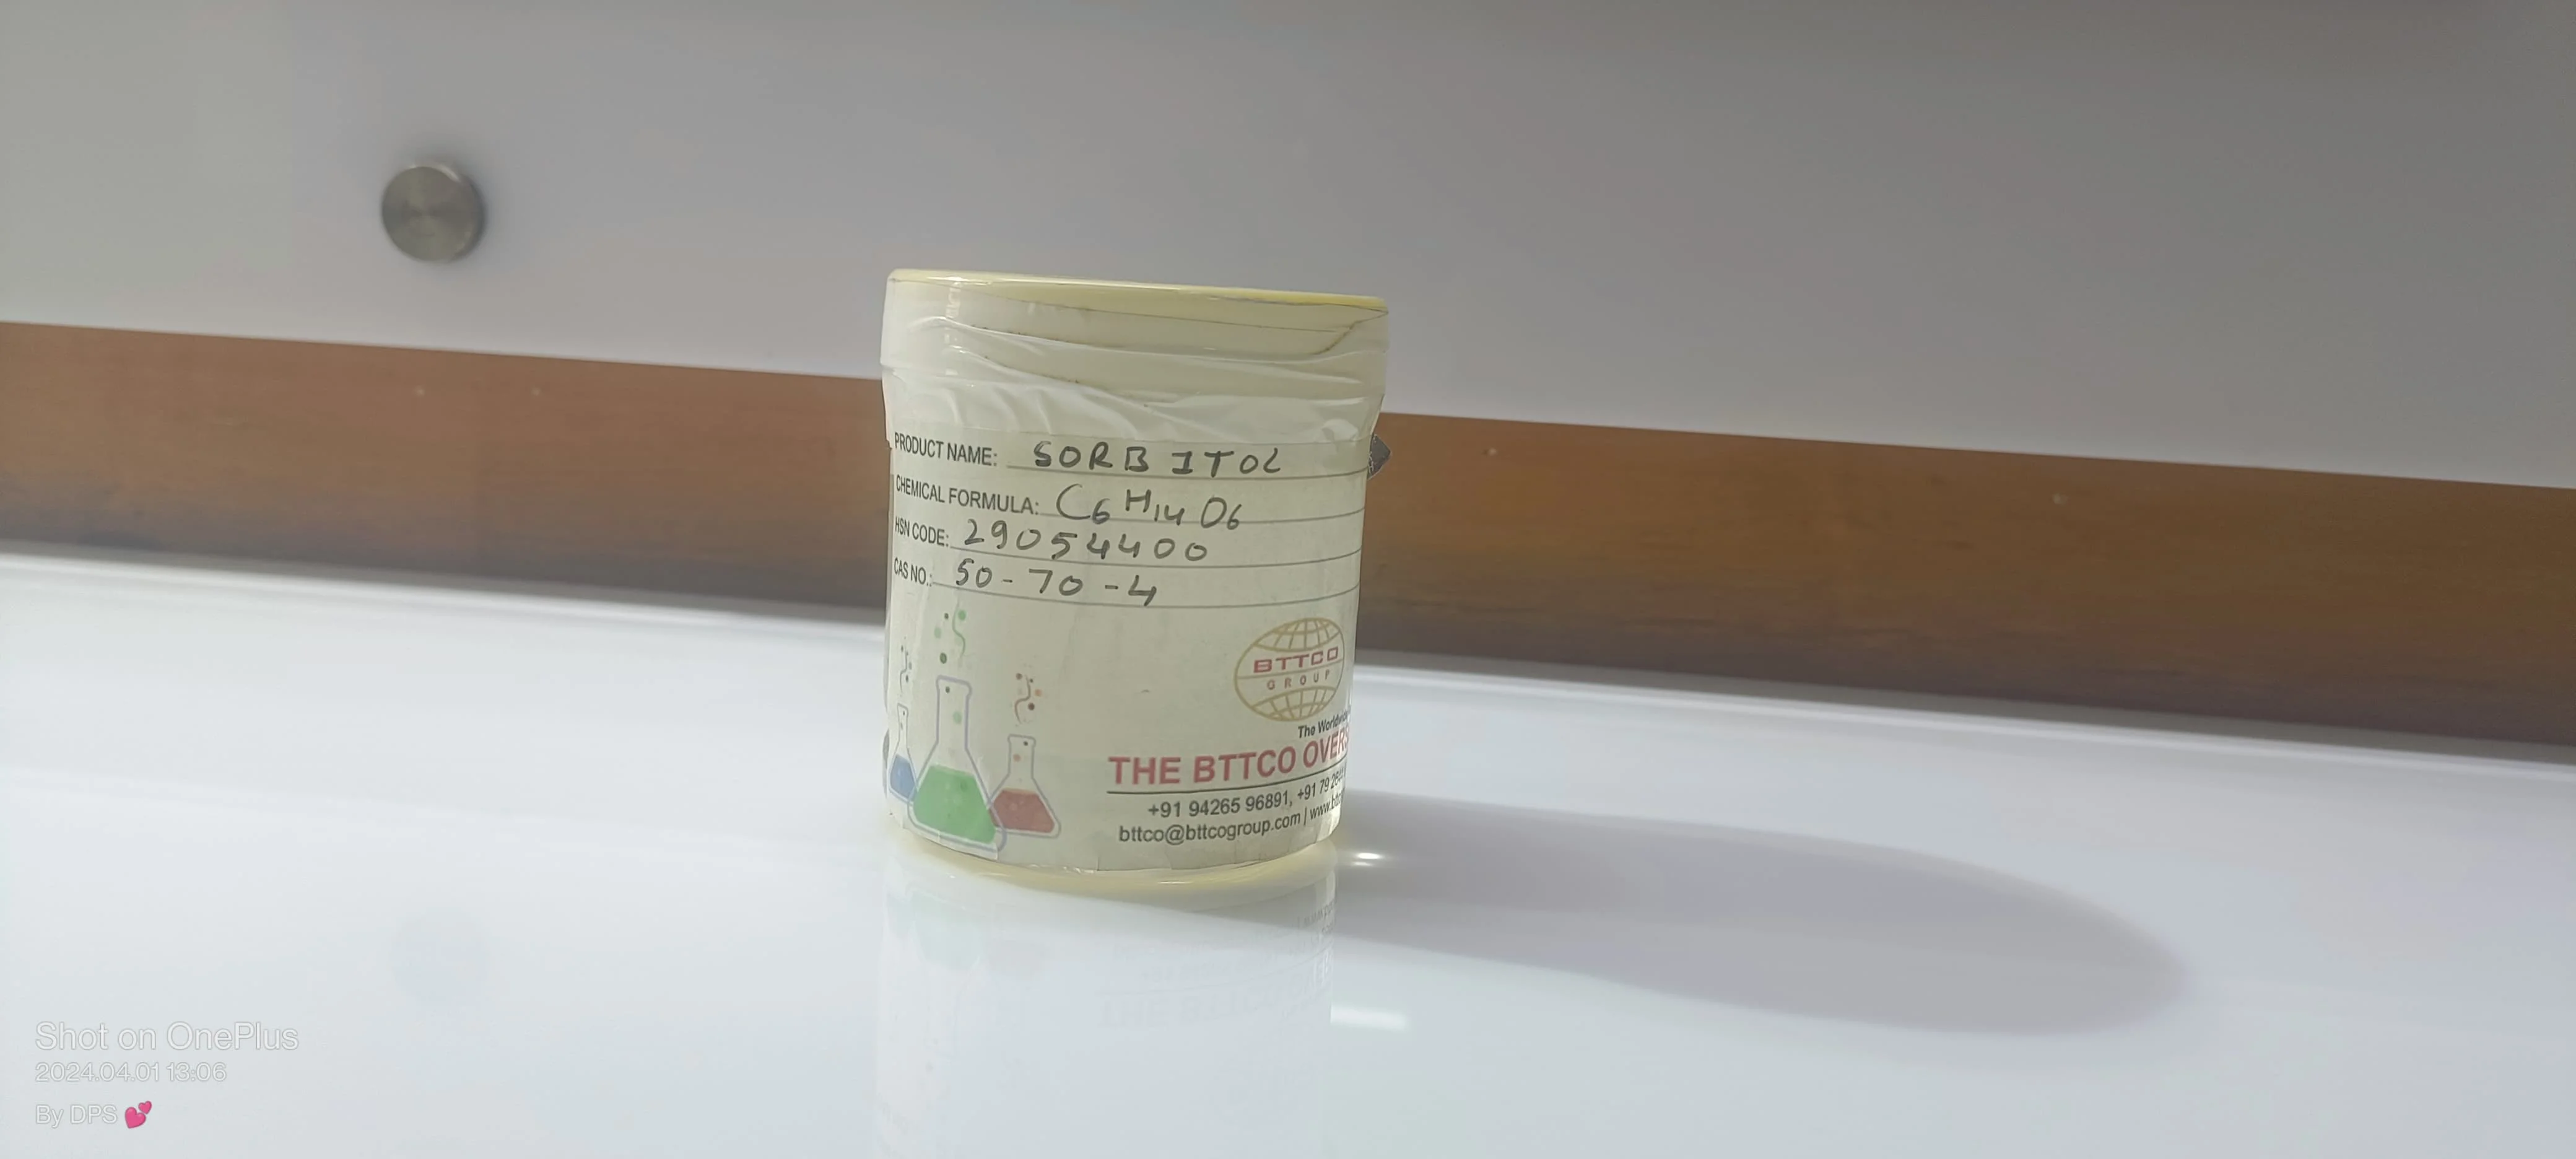 PRODUCT NAME: SORBITOL
CHEMICAL FORMULA: C6H14O6
HSN CODE: 29054400
CAS NO.: 50-70-4
BTTCO
GROUP
The
THE BTTCO
+91 94265 96891, +91 79
bttco@bttcogroup.com |
Shot on OnePlus
2024.04.01 13:06
By DPS 💕